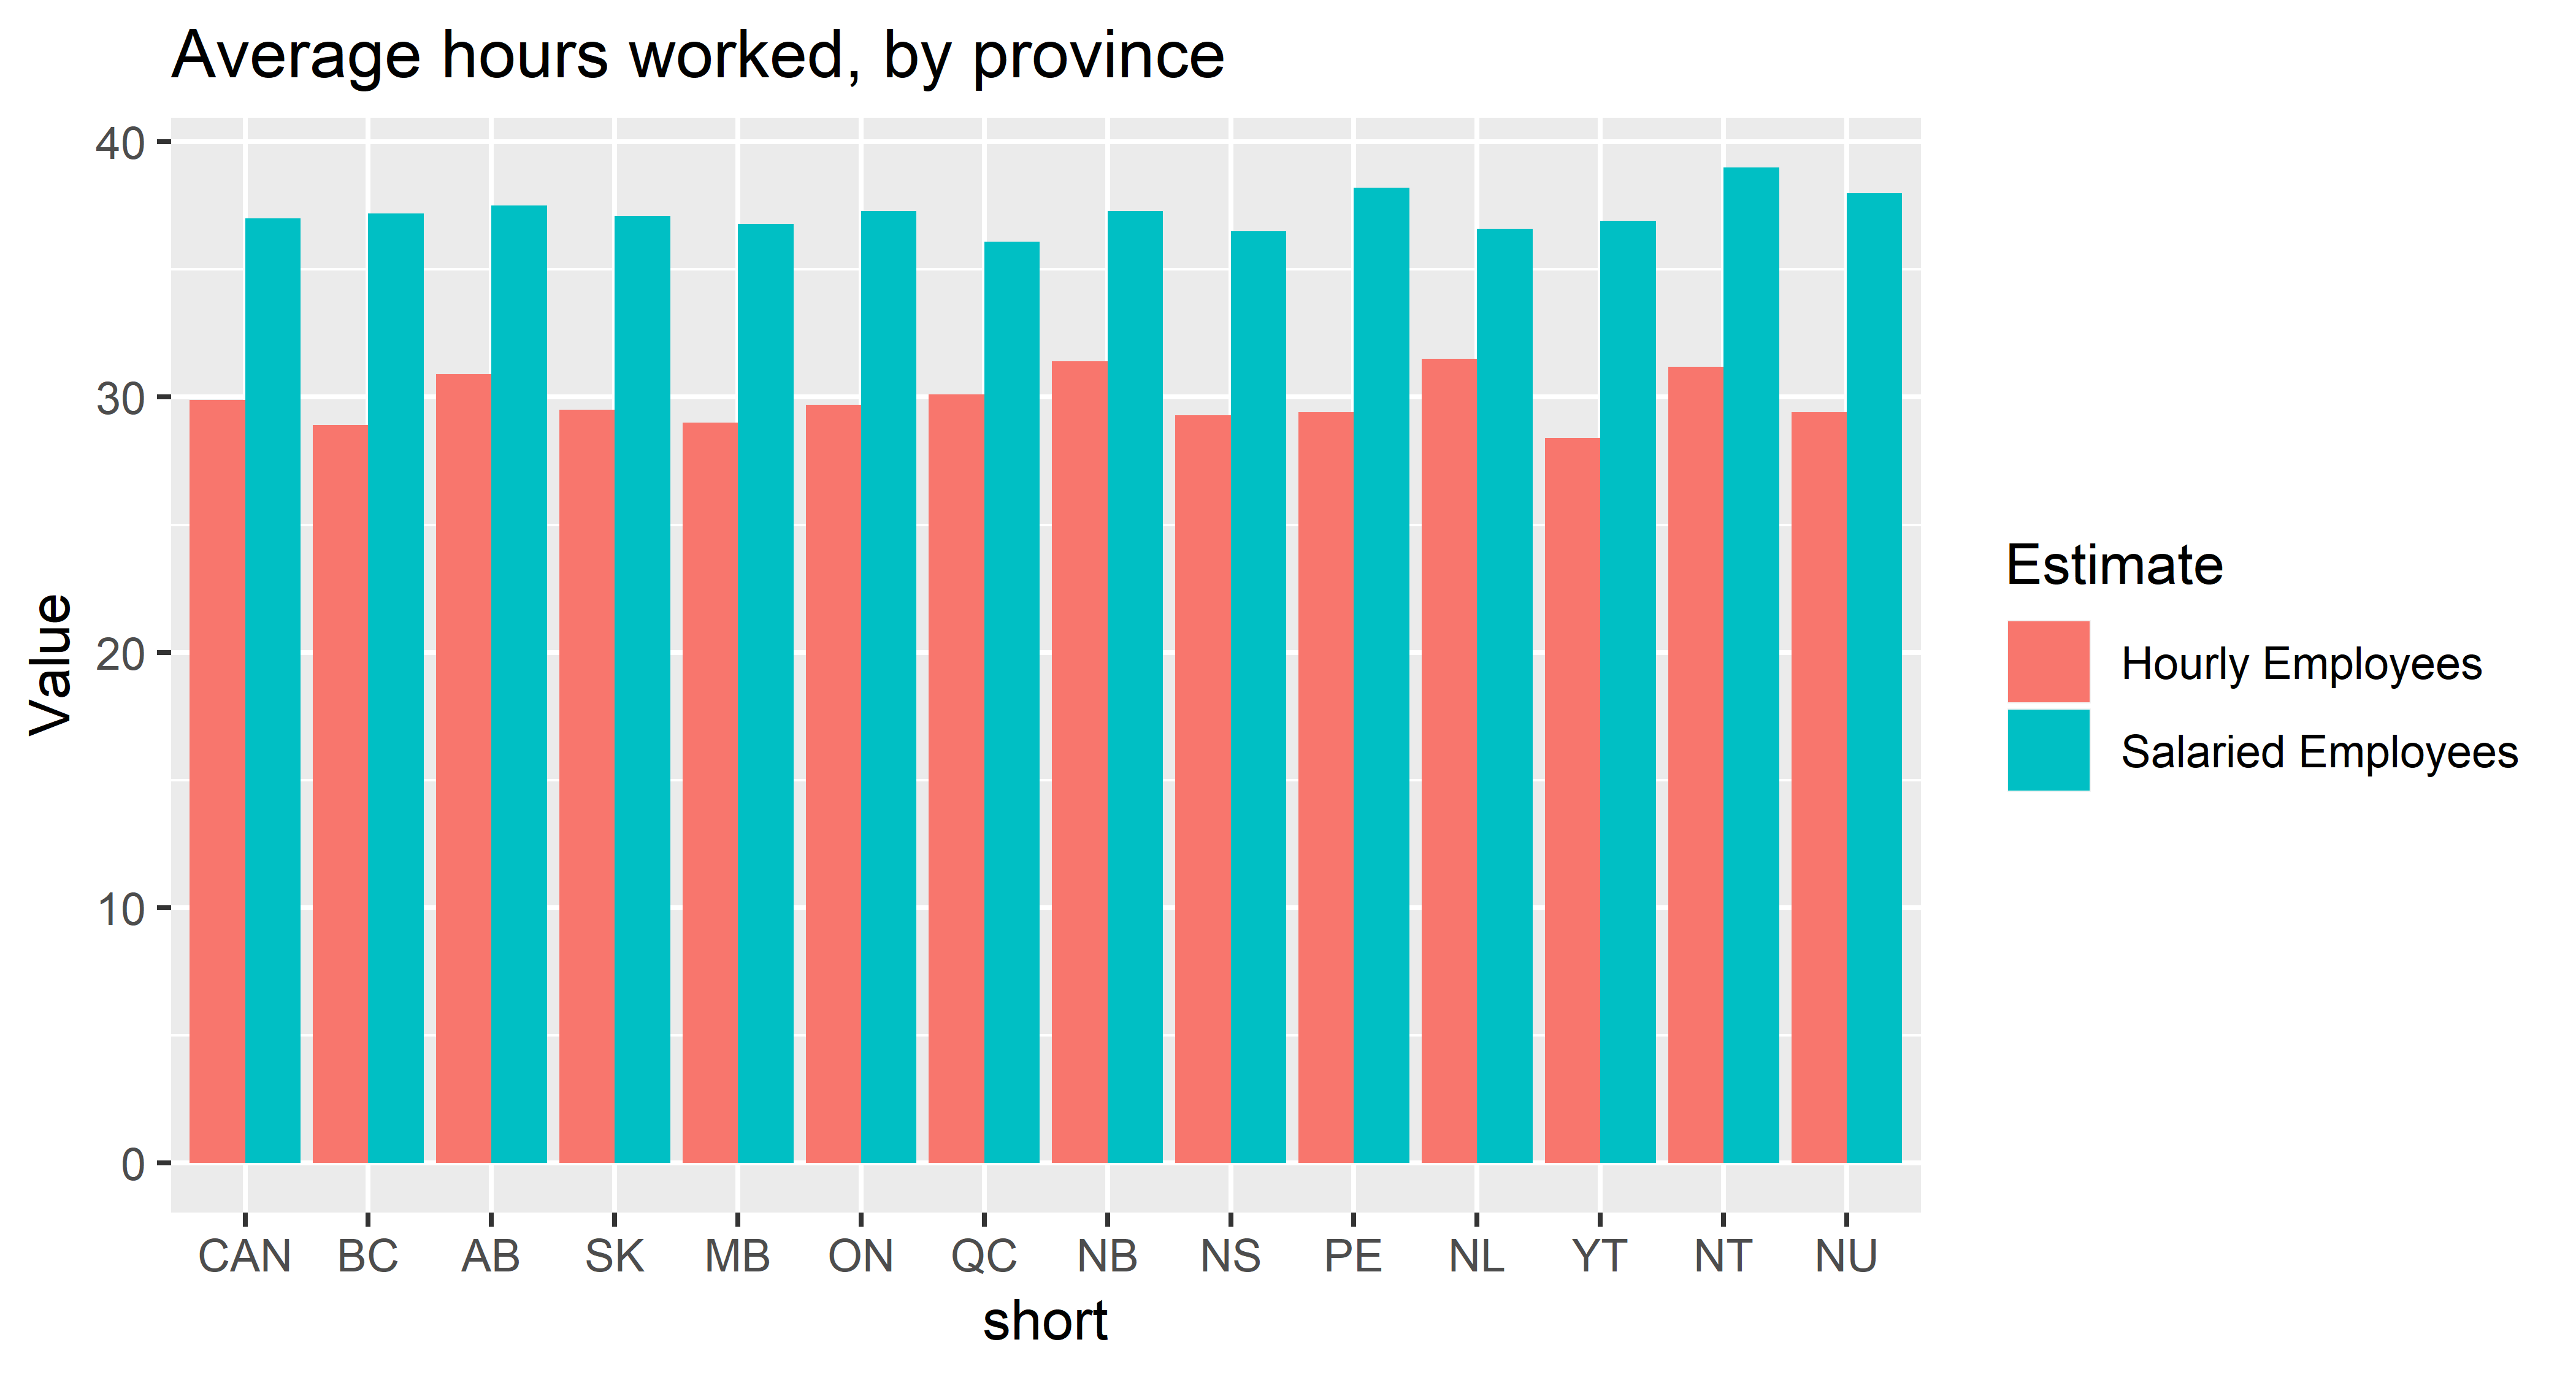 Average hours worked, by province
40
30
20
10
0
Value
CAN BC AB SK MB ON QC NB NS PE NL YT NT NU
short
Estimate
Hourly Employees
Salaried Employees